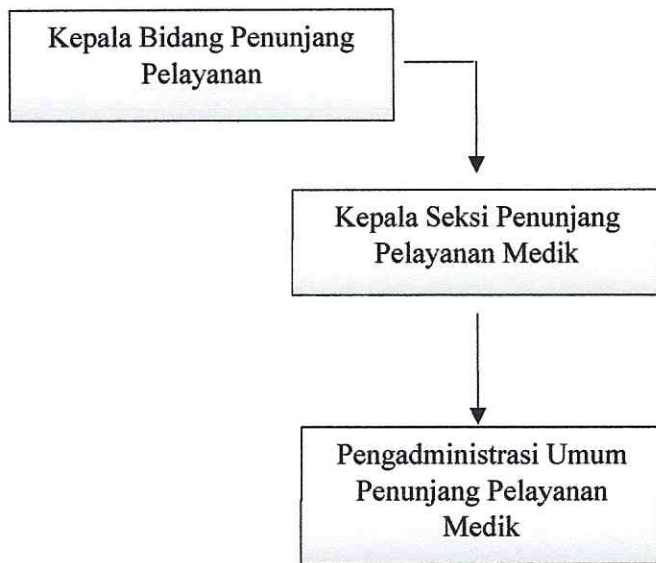 Kepala Bidang Penunjang
Pelayanan
Kepala Seksi Penunjang
Pelayanan Medik
Pengadministrasi Umum
Penunjang Pelayanan
Medik